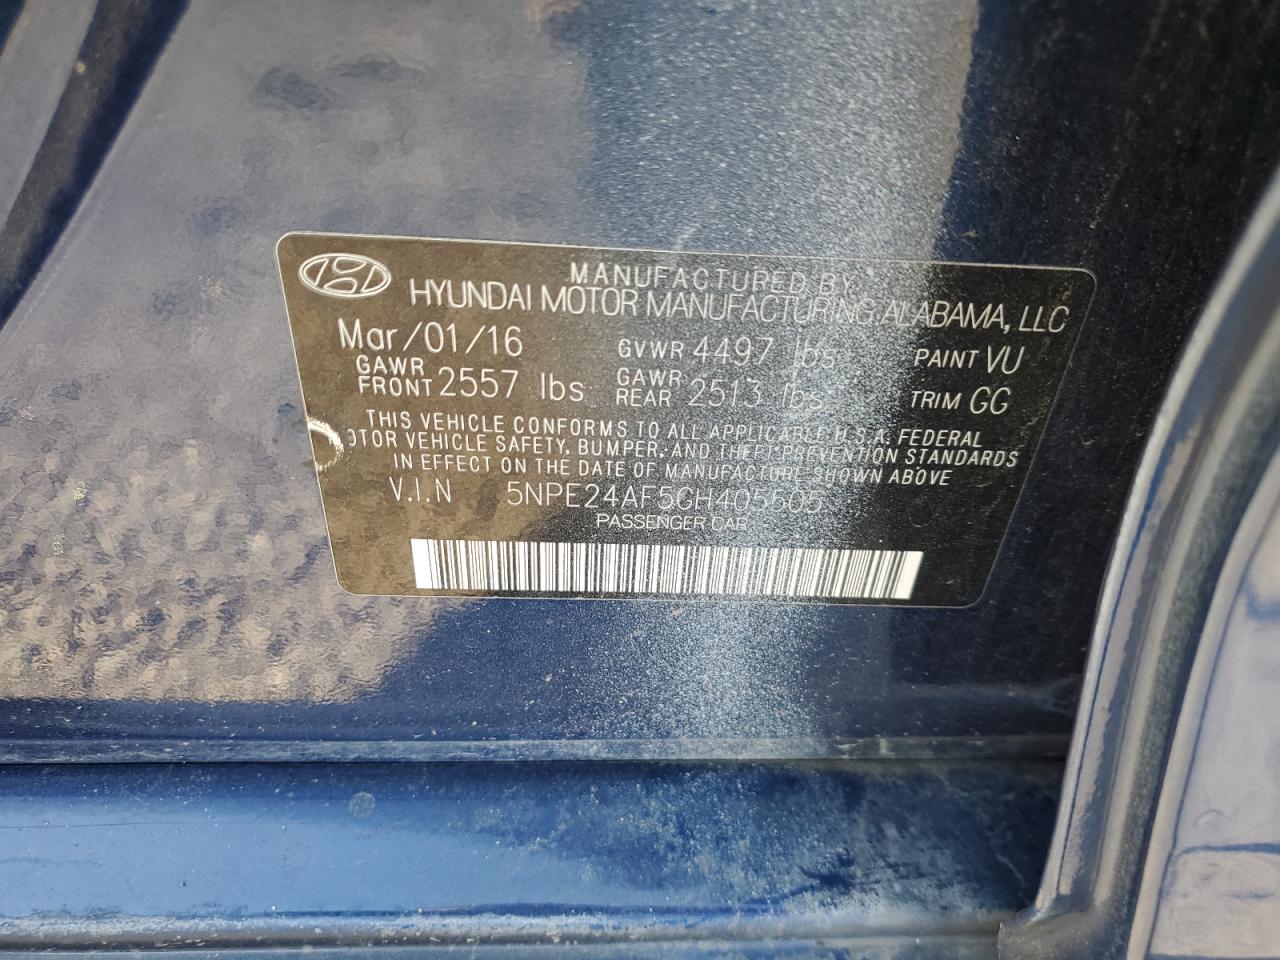 MANUFACTURED BY
HYUNDAI MOTOR MANUFACTURING ALABAMA, LLC
Mar/01/16 GVWR 4497 lbs PAINT VU
GAWR FRONT 2557 lbs GAWR REAR 2513 lbs TRIM GG
THIS VEHICLE CONFORMS TO ALL APPLICABLE U.S.A. FEDERAL
OTOR VEHICLE SAFETY, BUMPER, AND THEFT PREVENTION STANDARDS
IN EFFECT ON THE DATE OF MANUFACTURE SHOWN ABOVE
V.I.N 5NPE24AF5GH405505
PASSENGER CAR